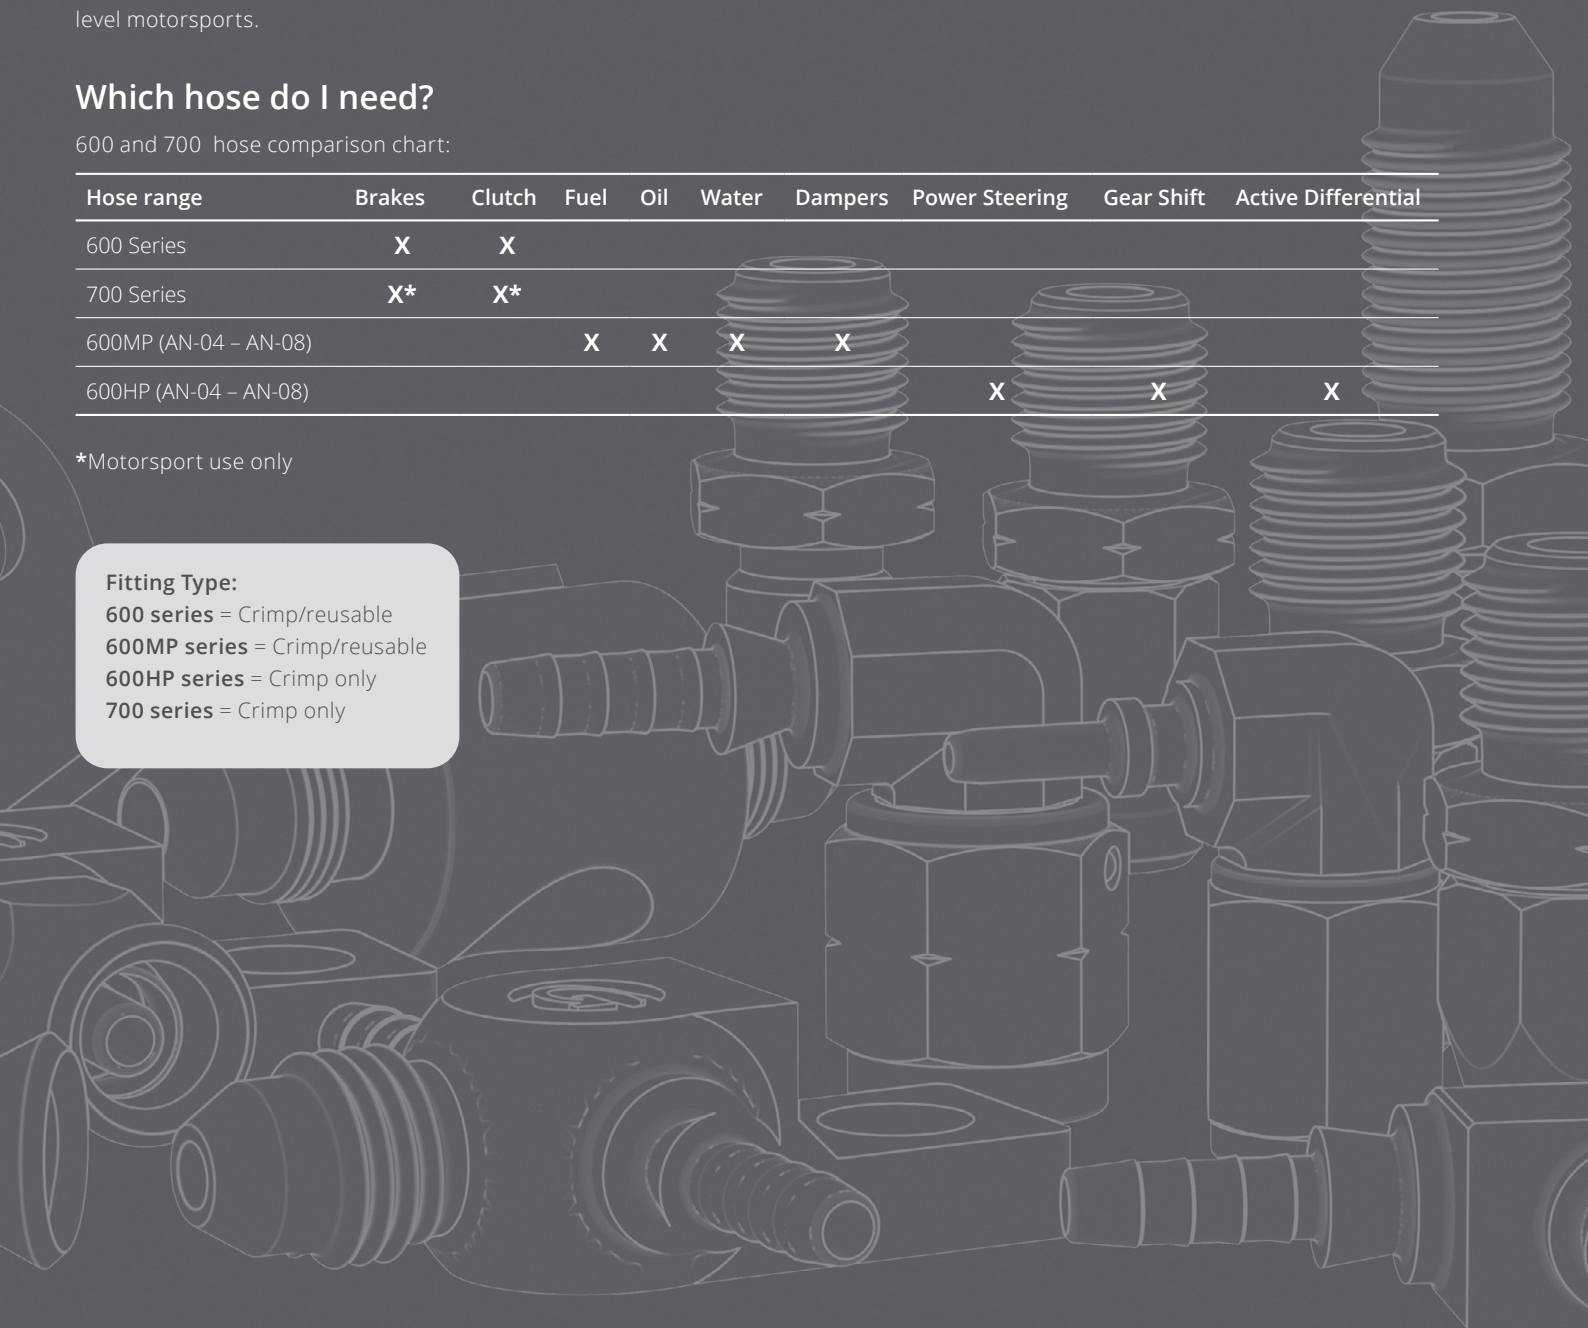 level motorsports.
Which hose do I need?
600 and 700  hose comparison chart:
Hose range Brakes Clutch Fuel Oil Water Dampers Power Steering Gear Shift Active Differential
600 Series X X
700 Series X* X*
600MP (AN-04 – AN-08) X X X X
600HP (AN-04 – AN-08) X X X
*Motorsport use only
Fitting Type:
600 series = Crimp/reusable
600MP series = Crimp/reusable
600HP series = Crimp only
700 series = Crimp only